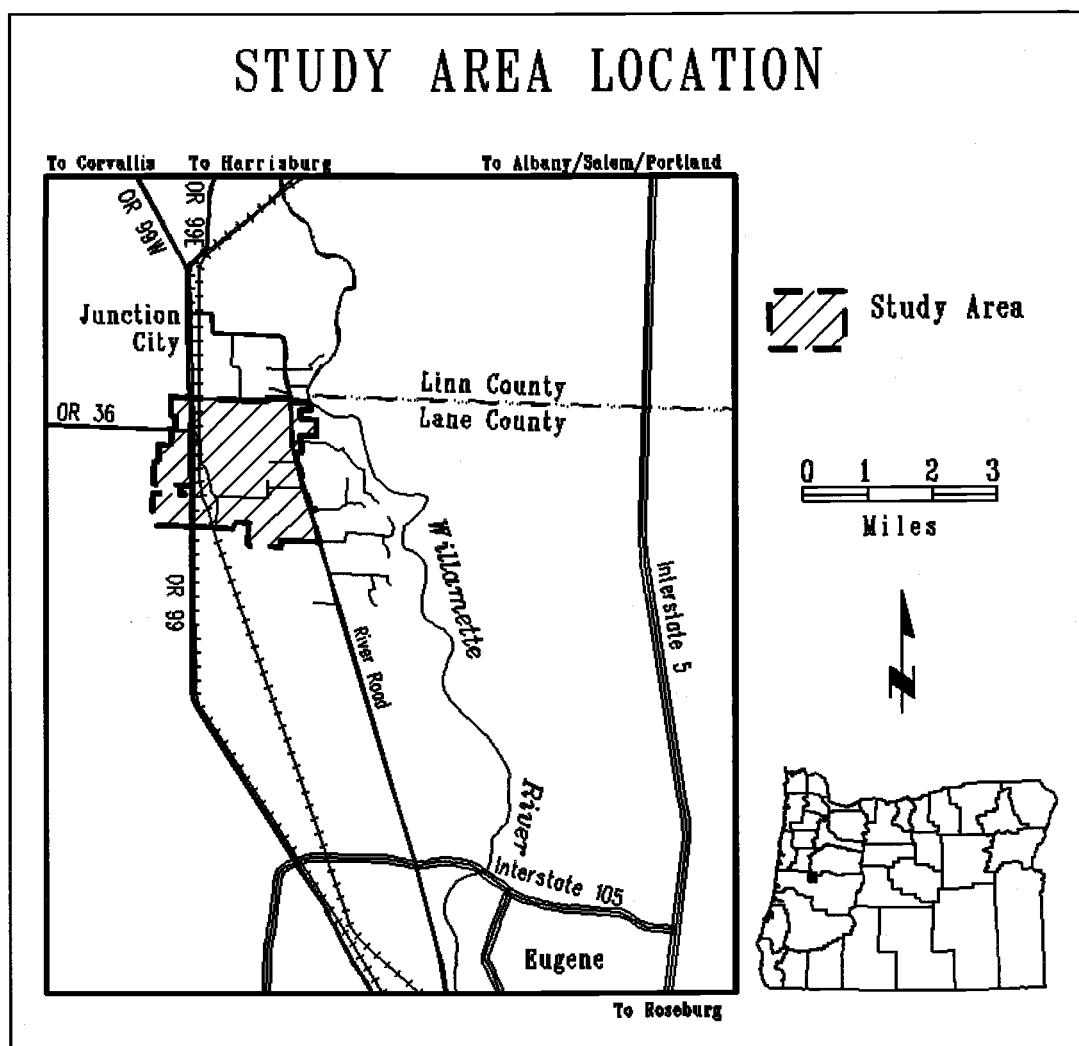 STUDY AREA LOCATION
To Corvallis
To Harrisburg
To Albany/Salem/Portland
OR 99W
OR 99E
Junction
City
Study Area
Linn County
Lane County
OR 36
0 1 2 3
Miles
Willamette
River
OR 99
River Road
Interstate 5
N
Interstate 105
Eugene
To Roseburg